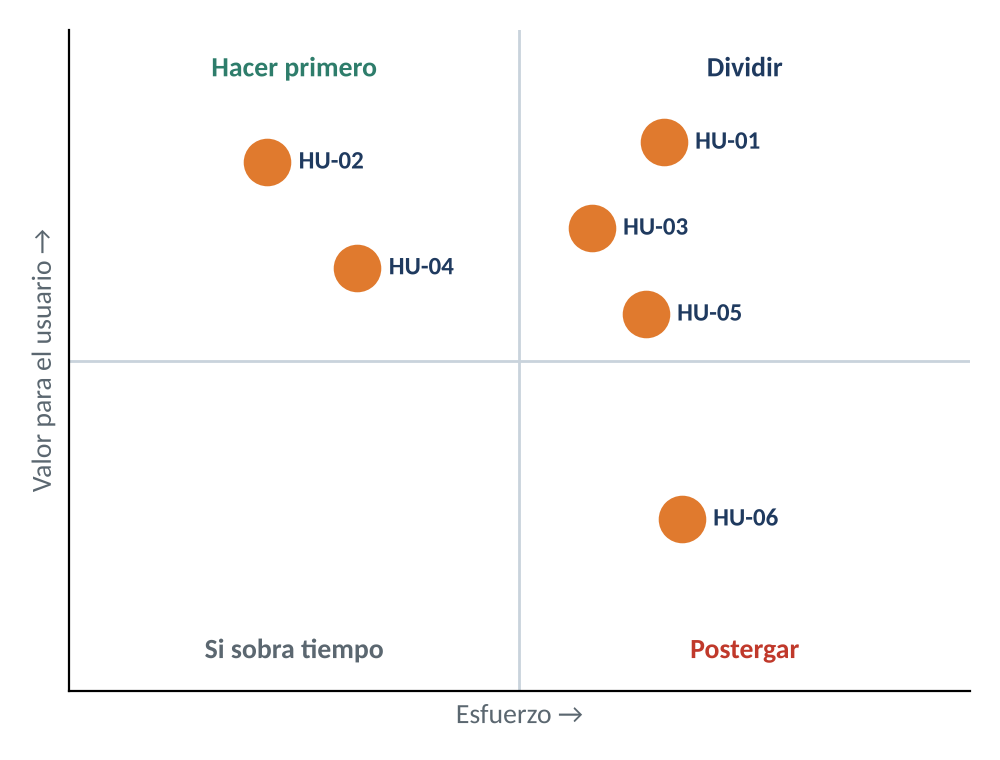 Hacer primero
Dividir
HU-01
HU-02
HU-03
HU-04
HU-05
Valor para el usuario →
HU-06
Si sobra tiempo
Postergar
Esfuerzo →